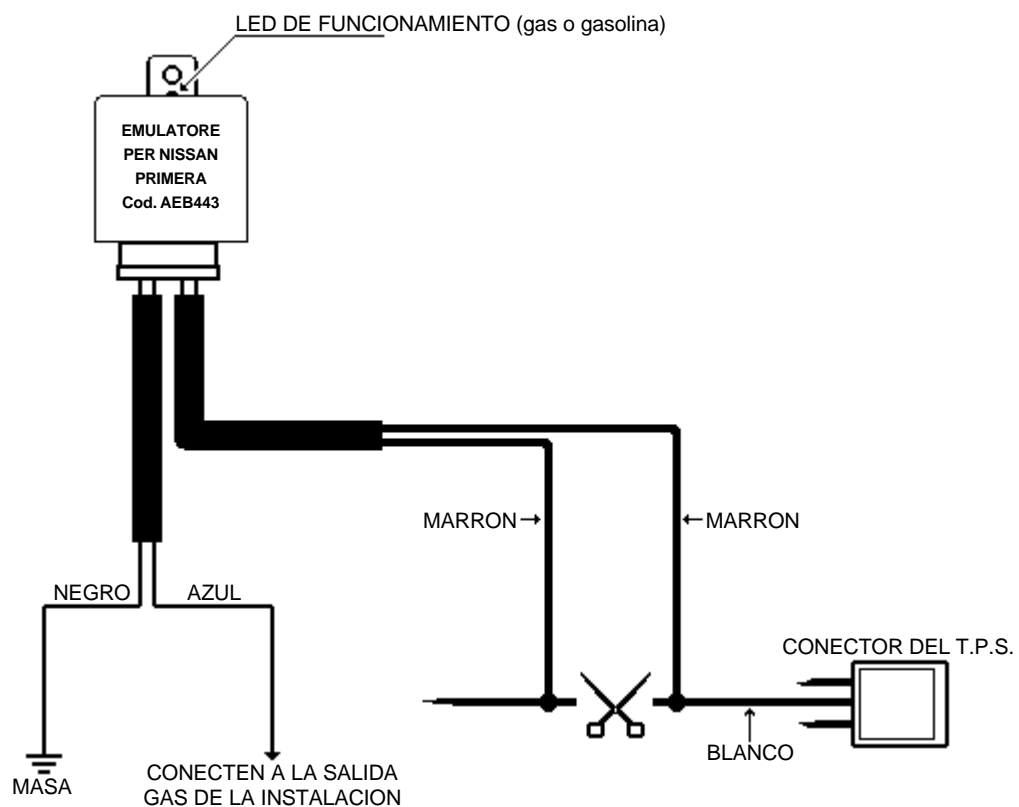 LED DE FUNCIONAMIENTO (gas o gasolina)
EMULATORE
PER NISSAN
PRIMERA
Cod. AEB443
MARRON
MARRON
NEGRO
AZUL
CONECTOR DEL T.P.S.
BLANCO
MASA
CONECTEN A LA SALIDA
GAS DE LA INSTALACION